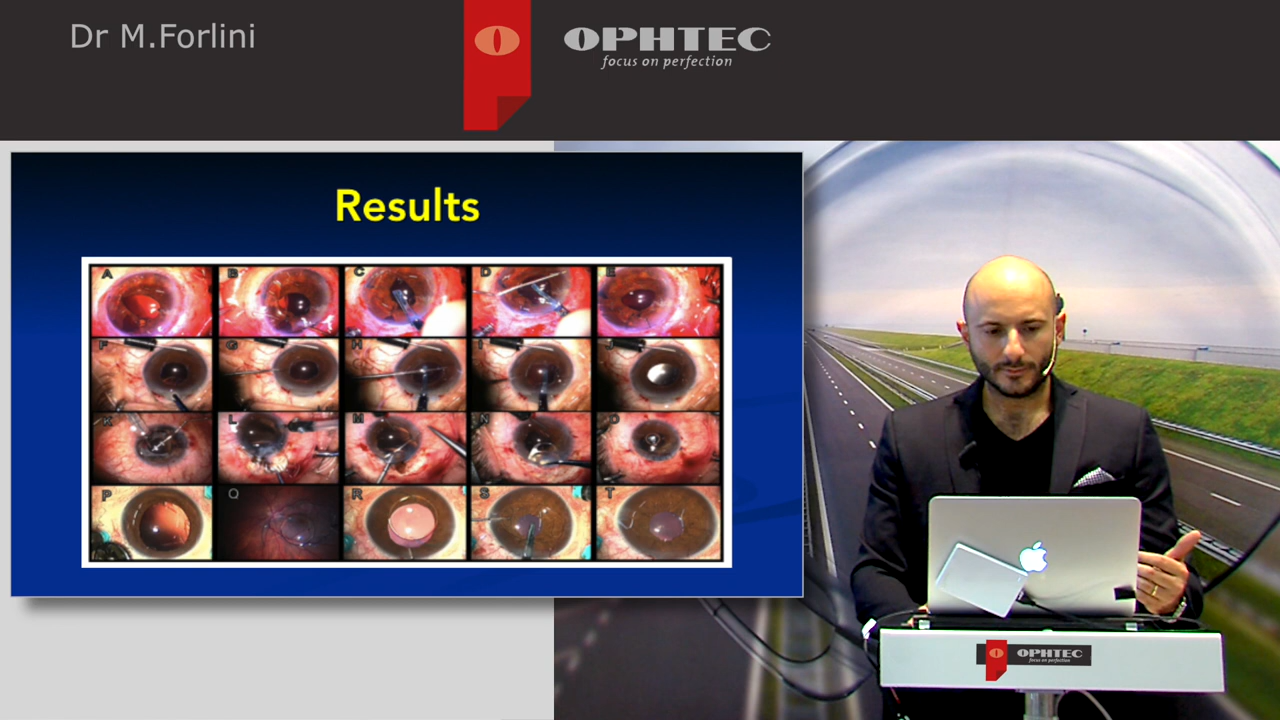 Dr M.Forlini
OPHTEC
focus on perfection
Results
A B C D E
F G H I J
K L M N O
P Q R S T
OPHTEC
focus on perfection